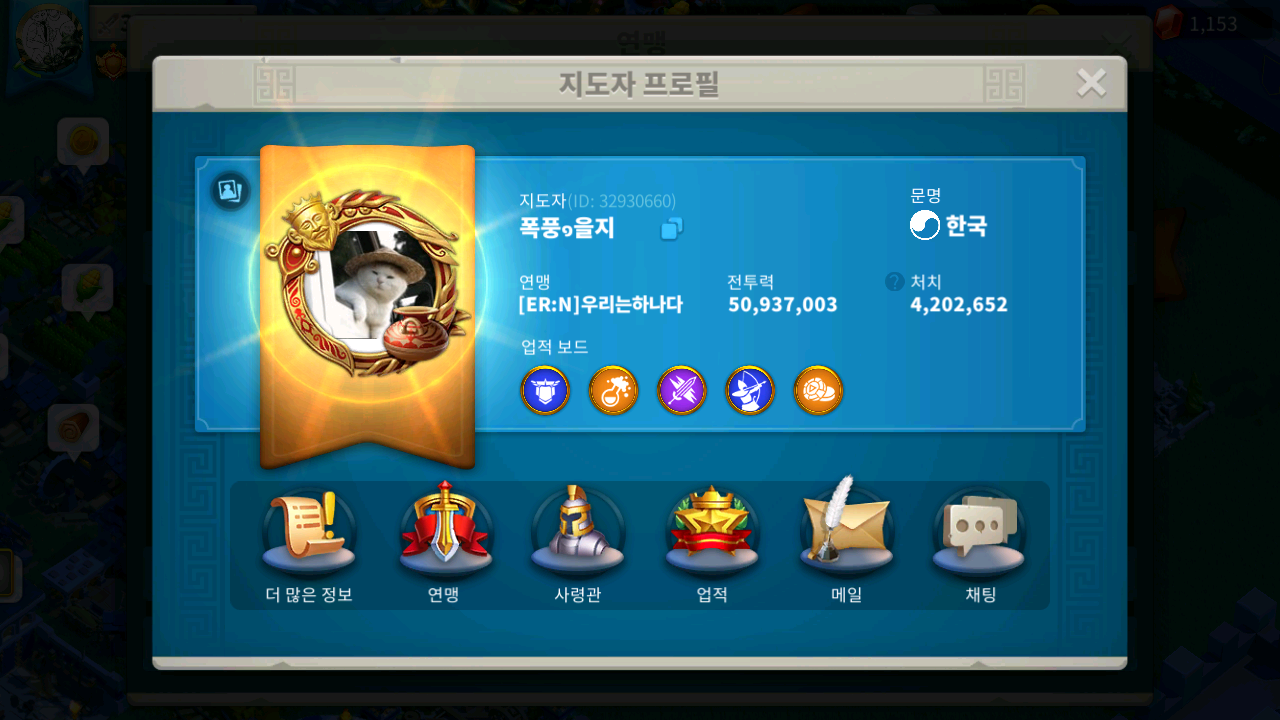 연맹
1,153
지도자 프로필
지도자(ID: 32930660)
폭풍و을지
문명
한국
연맹
[ER:N]우리는하나다
전투력
50,937,003
? 처치
4,202,652
업적 보드
더 많은 정보
연맹
사령관
업적
메일
채팅